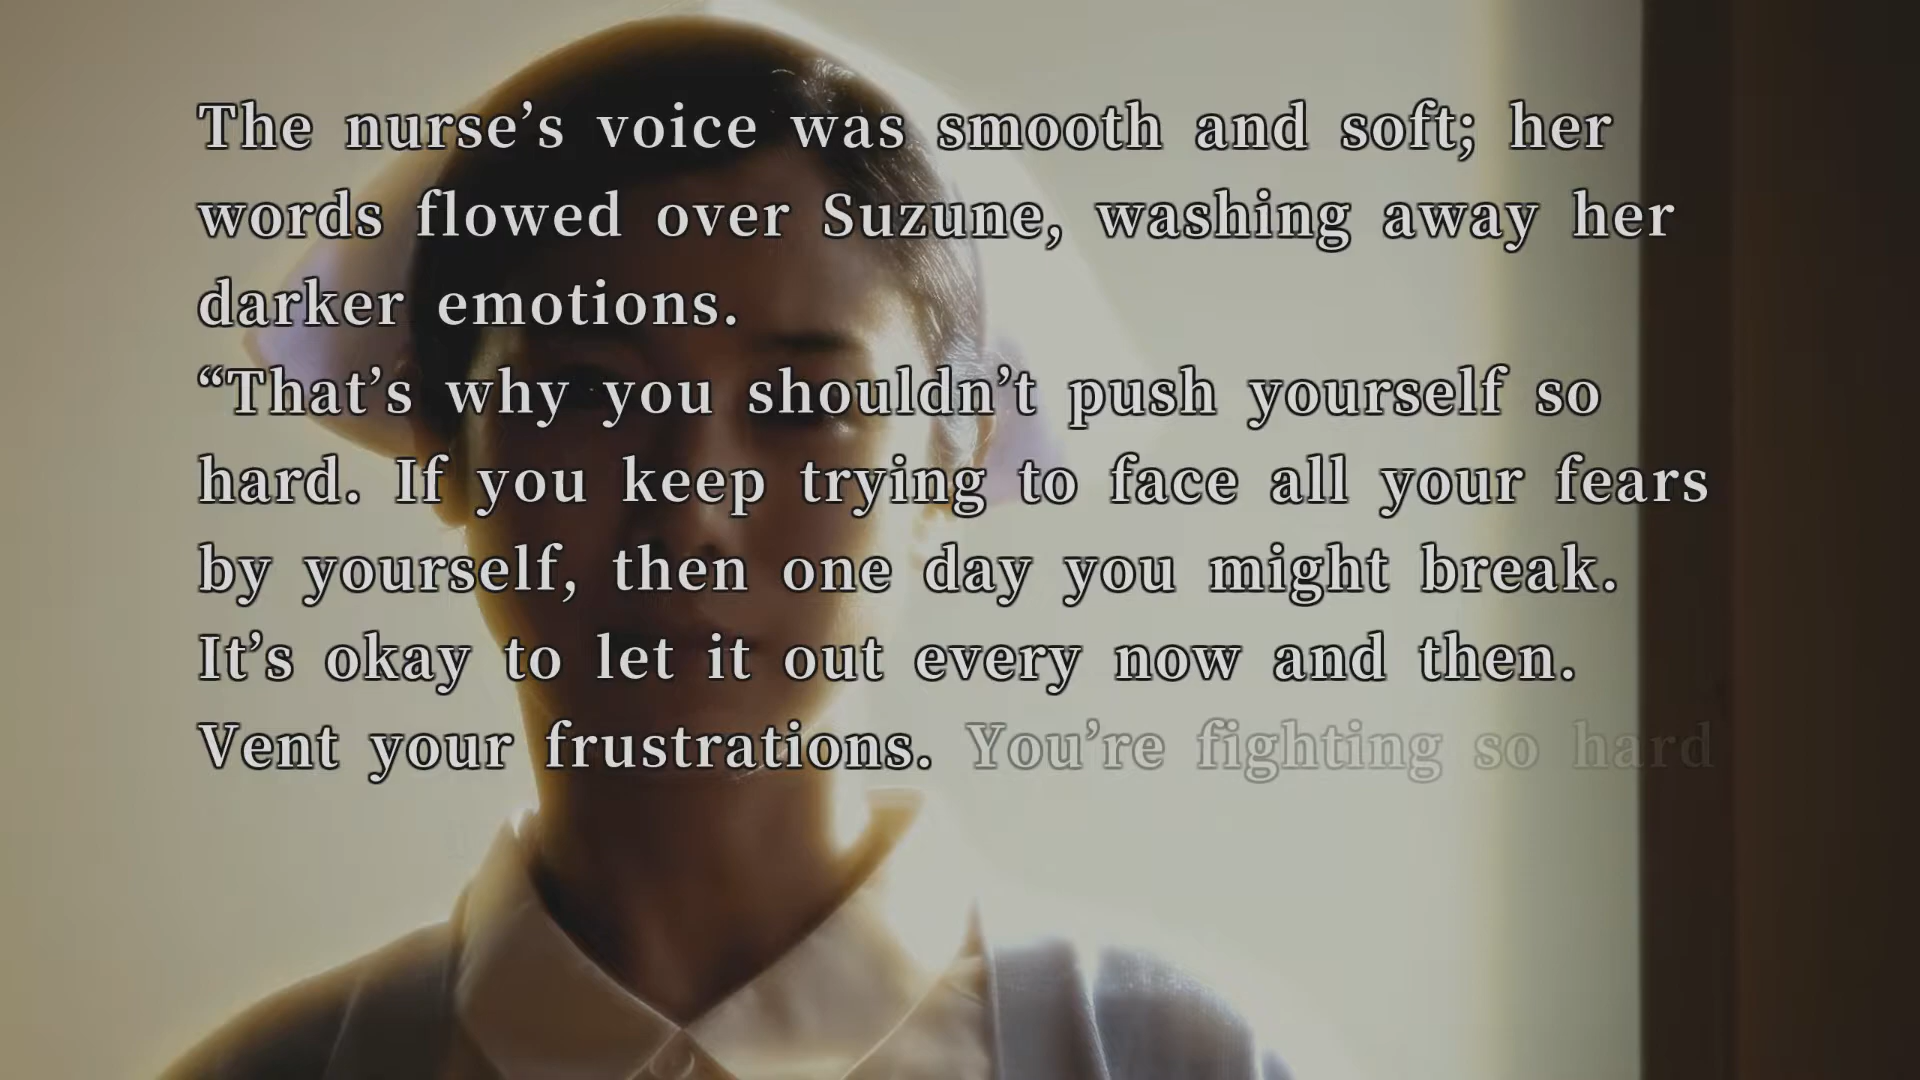 The nurse’s voice was smooth and soft; her
words flowed over Suzune, washing away her
darker emotions.
“That’s why you shouldn’t push yourself so
hard. If you keep trying to face all your fears
by yourself, then one day you might break.
It’s okay to let it out every now and then.
Vent your frustrations. You’re fighting so hard